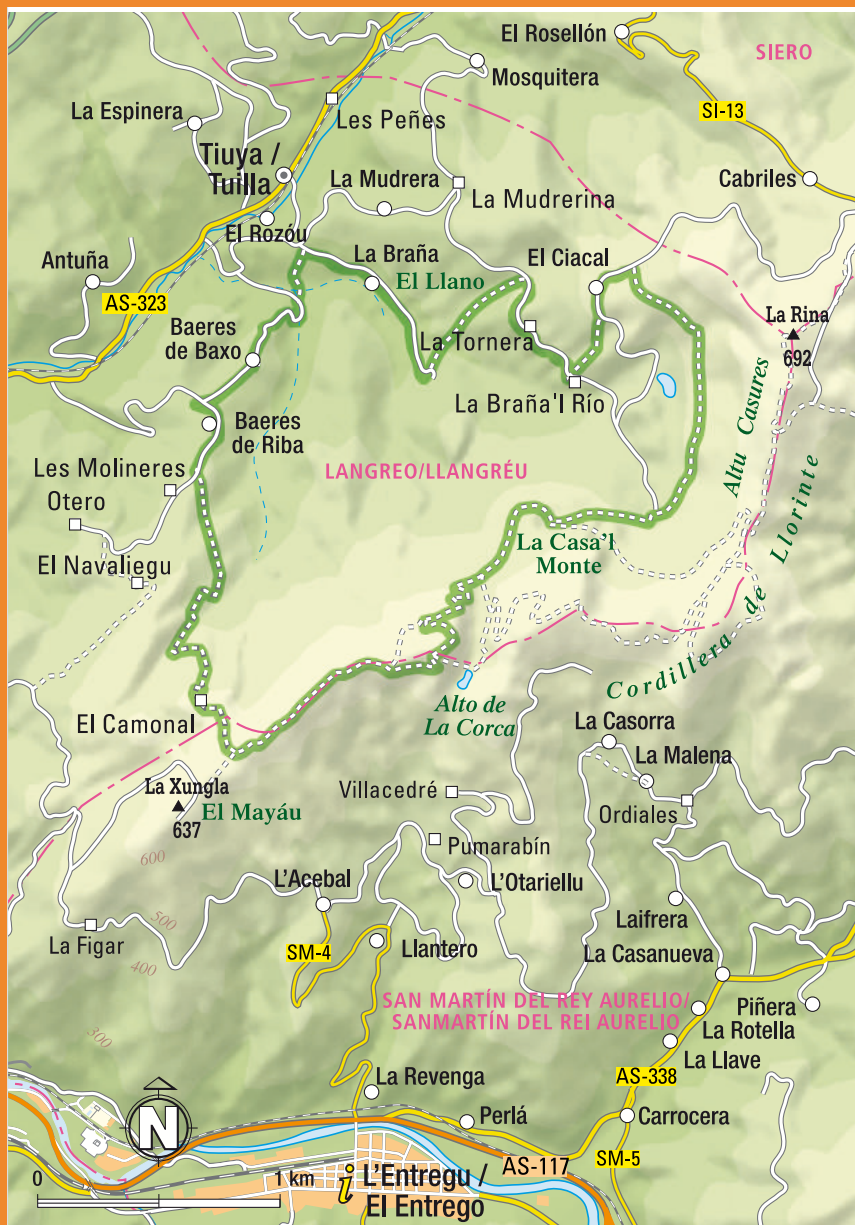 El Rosellón
SIERO
Mosquitera
La Espinera
Les Peñes
SI-13
Tiuya /
Tuilla
La Mudrera
La Mudrerina
Cabriles
El Rozóu
La Braña
El Llano
El Ciacal
Antuña
AS-323
La Rina
692
Baeres
de Baxo
La Tornera
La Braña'l Río
Altu Casures
Baeres
de Riba
Les Molineres
LANGREO/LLANGRÉU
Otero
La Casa'l
Monte
El Navaliegu
Cordillera de Llorinte
El Camonal
Alto de
La Corca
La Casorra
La Malena
La Xungla
637
El Mayáu
Villacedré
Ordiales
600
Pumarabín
L'Acebal
L'Otariellu
500
Laifrera
La Figar
SM-4
Llantero
La Casanueva
400
SAN MARTÍN DEL REY AURELIO/
SANMARTÍN DEL REI AURELIO
Piñera
La Rotella
300
La Llave
La Revenga
AS-338
N
Perlá
Carrocera
AS-117
SM-5
0
1 km
i
L'Entregu /
El Entrego